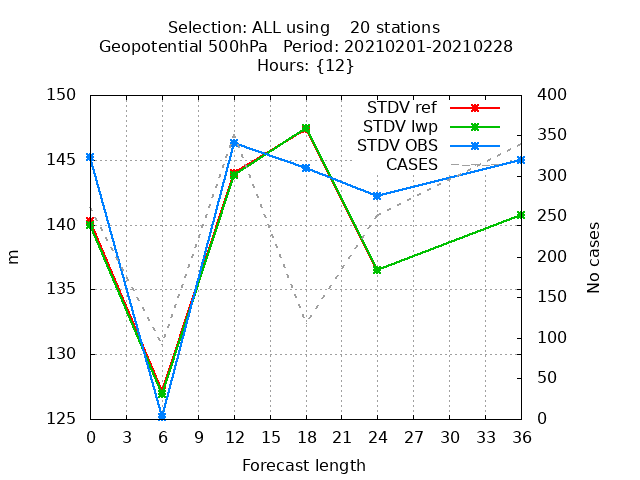 Selection: ALL using    20 stations
Geopotential 500hPa   Period: 20210201-20210228
Hours: {12}
150
145
140
135
130
125
m
400
350
300
250
200
150
100
50
0
No cases
STDV ref
STDV lwp
STDV OBS
CASES
0 3 6 9 12 15 18 21 24 27 30 33 36
Forecast length